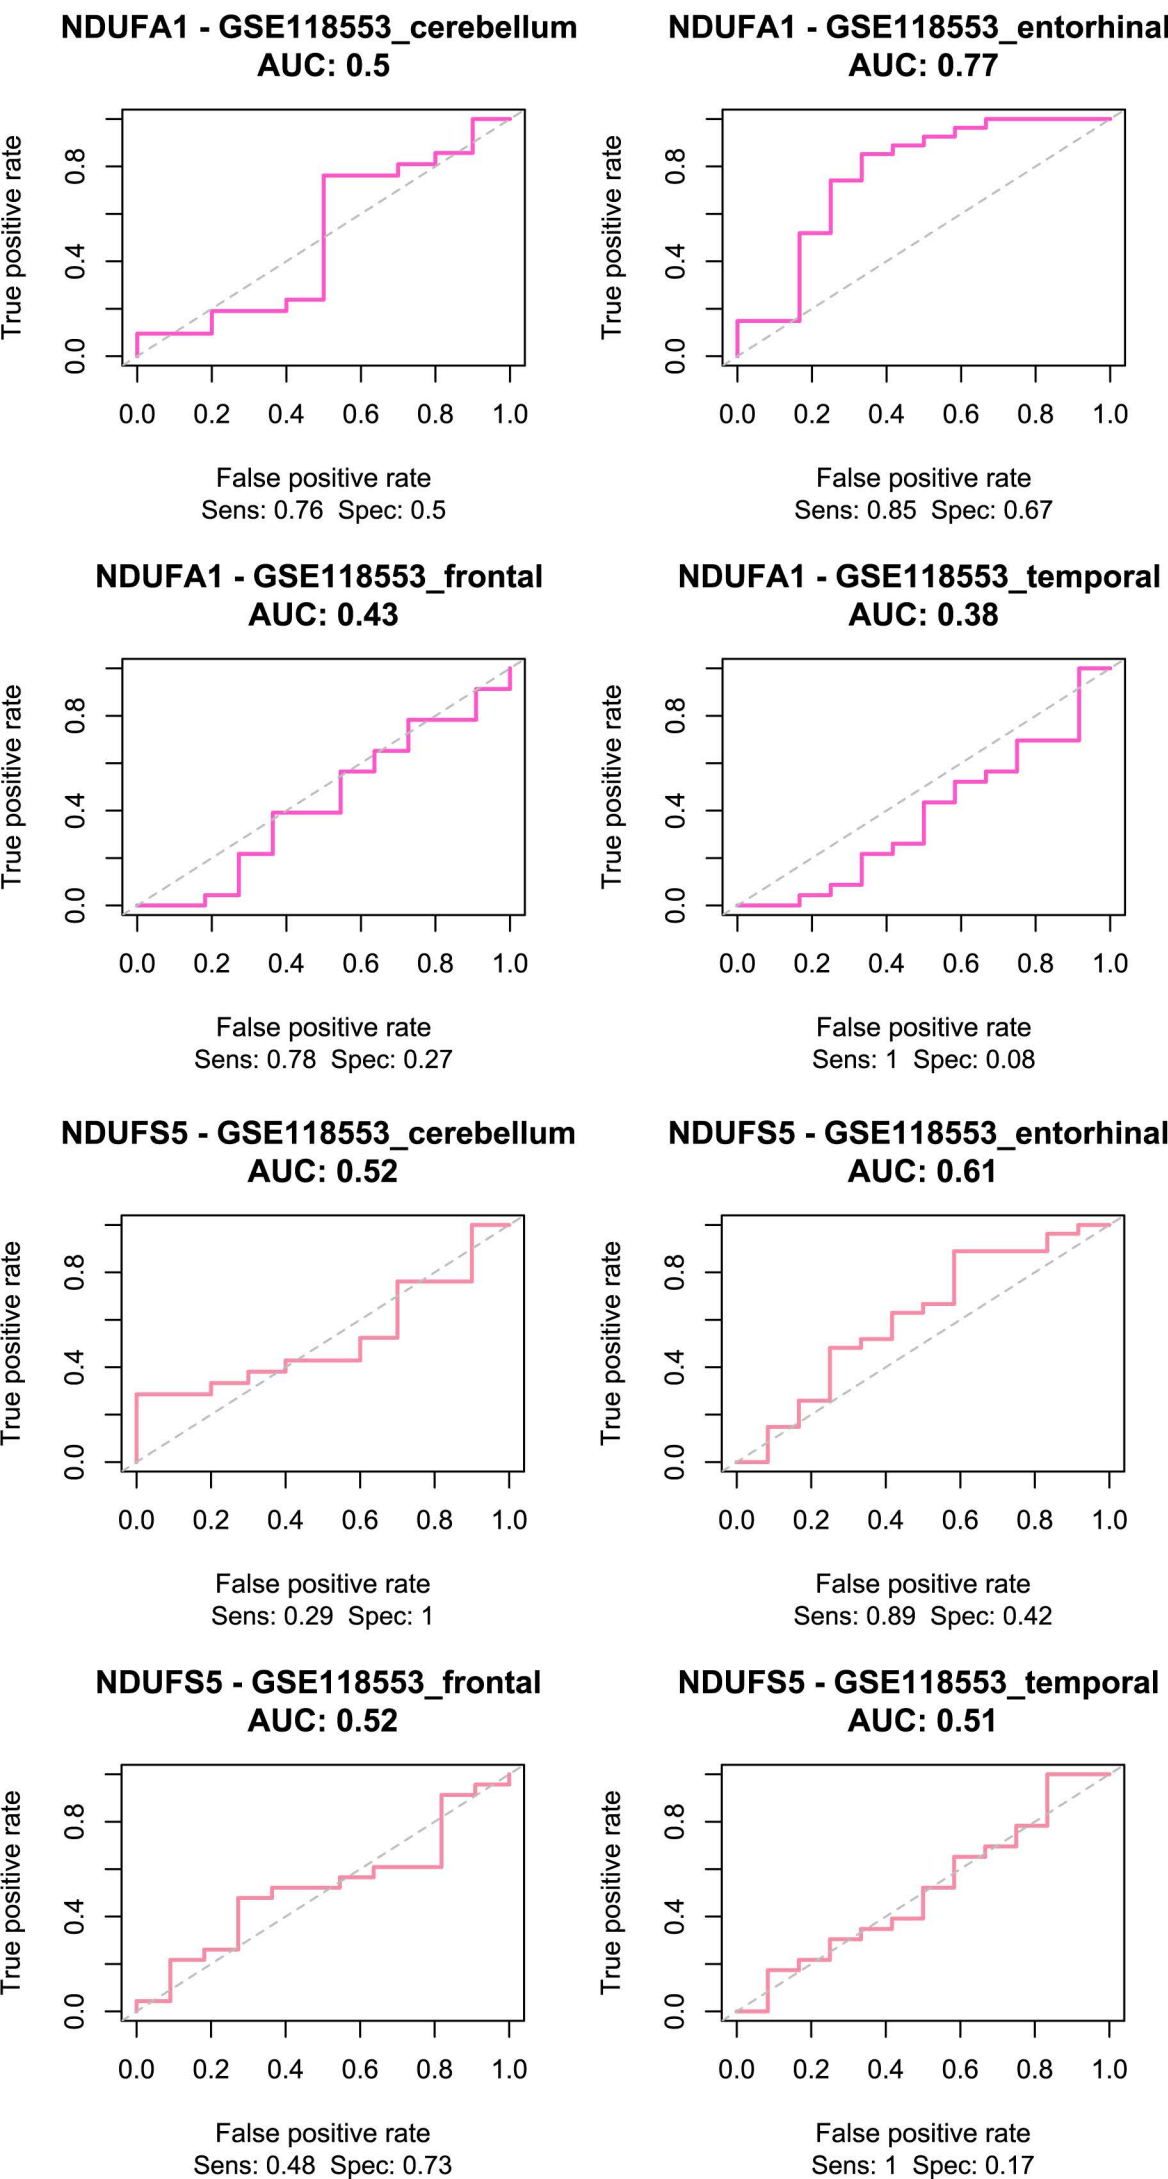 NDUFA1 - GSE118553_cerebellum
AUC: 0.5
True positive rate
0.0 0.4 0.8
0.0 0.2 0.4 0.6 0.8 1.0
False positive rate
Sens: 0.76 Spec: 0.5
NDUFA1 - GSE118553_entorhinal
AUC: 0.77
True positive rate
0.0 0.4 0.8
0.0 0.2 0.4 0.6 0.8 1.0
False positive rate
Sens: 0.85 Spec: 0.67
NDUFA1 - GSE118553_frontal
AUC: 0.43
True positive rate
0.0 0.4 0.8
0.0 0.2 0.4 0.6 0.8 1.0
False positive rate
Sens: 0.78 Spec: 0.27
NDUFA1 - GSE118553_temporal
AUC: 0.38
True positive rate
0.0 0.4 0.8
0.0 0.2 0.4 0.6 0.8 1.0
False positive rate
Sens: 1 Spec: 0.08
NDUFS5 - GSE118553_cerebellum
AUC: 0.52
True positive rate
0.0 0.4 0.8
0.0 0.2 0.4 0.6 0.8 1.0
False positive rate
Sens: 0.29 Spec: 1
NDUFS5 - GSE118553_entorhinal
AUC: 0.61
True positive rate
0.0 0.4 0.8
0.0 0.2 0.4 0.6 0.8 1.0
False positive rate
Sens: 0.89 Spec: 0.42
NDUFS5 - GSE118553_frontal
AUC: 0.52
True positive rate
0.0 0.4 0.8
0.0 0.2 0.4 0.6 0.8 1.0
False positive rate
Sens: 0.48 Spec: 0.73
NDUFS5 - GSE118553_temporal
AUC: 0.51
True positive rate
0.0 0.4 0.8
0.0 0.2 0.4 0.6 0.8 1.0
False positive rate
Sens: 1 Spec: 0.17